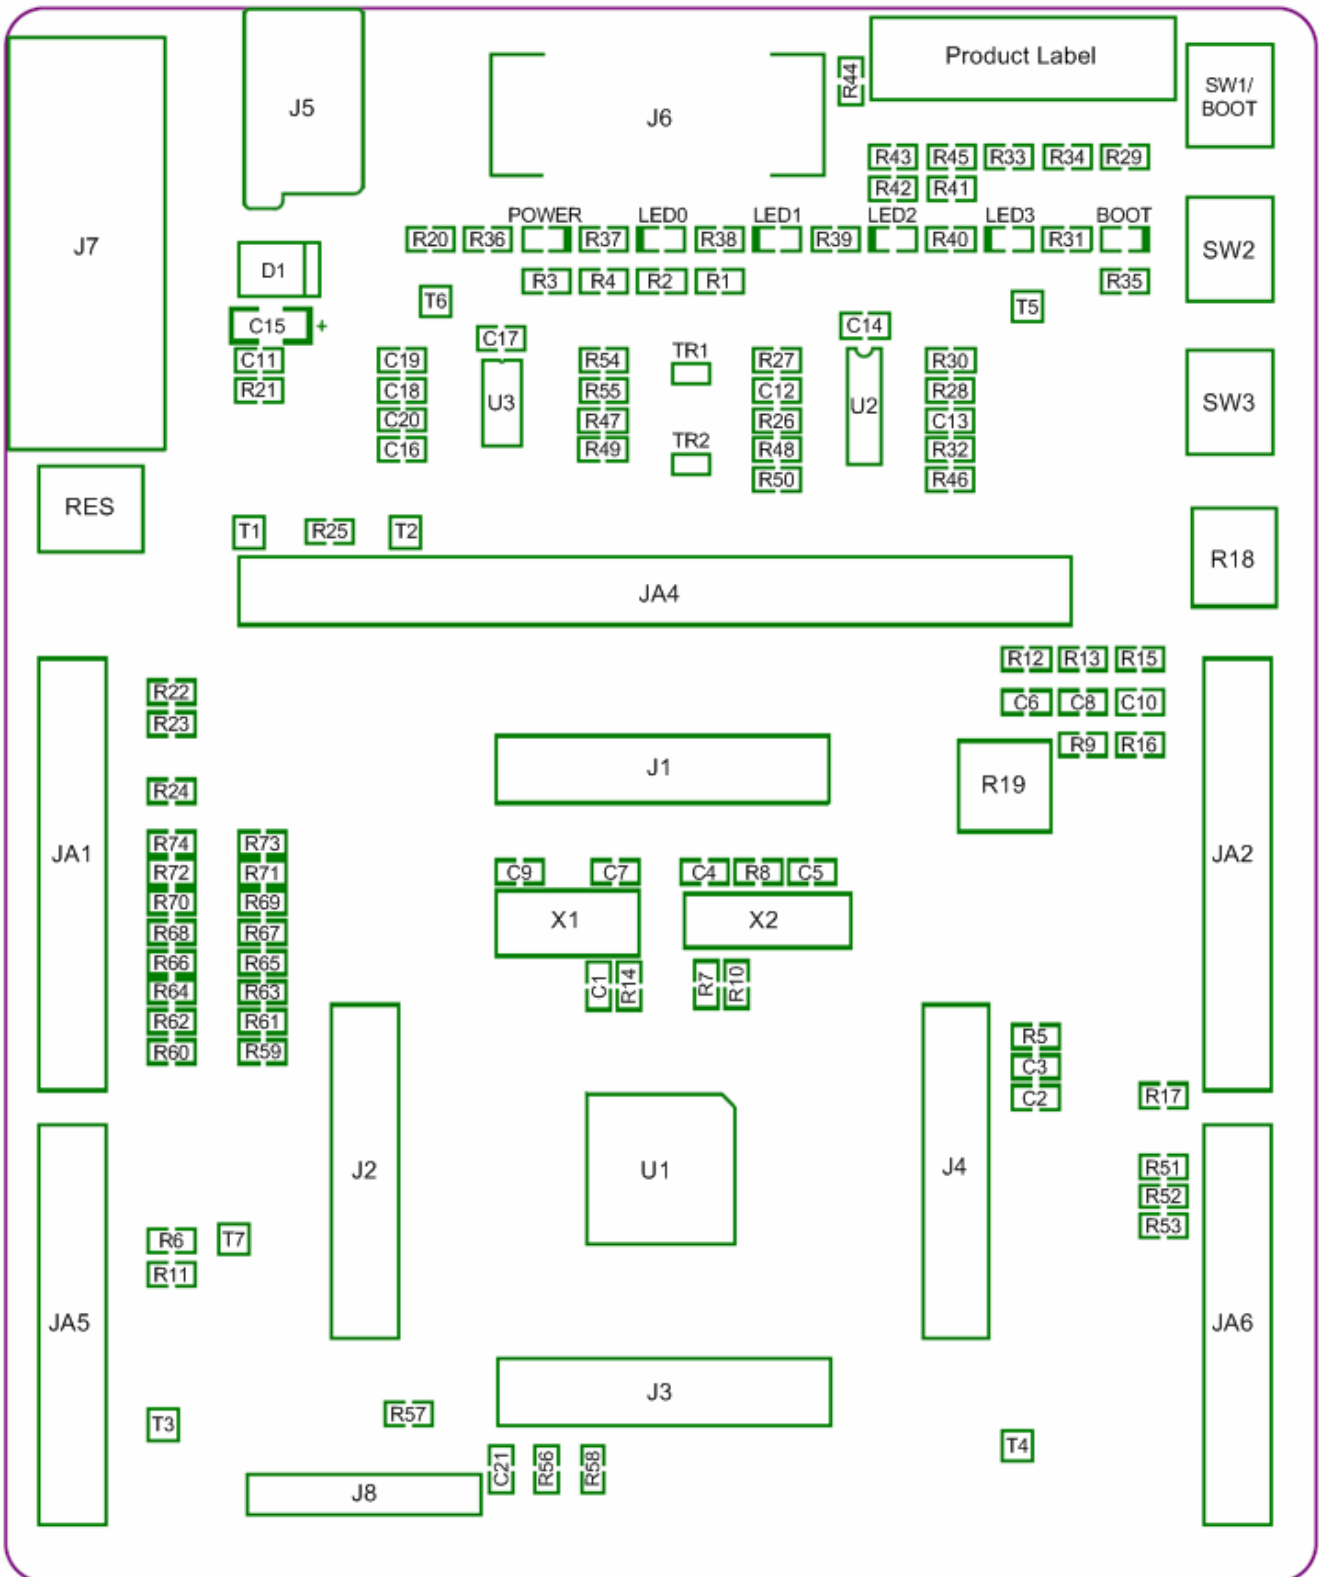 Product Label
R44
SW1/
BOOT
J5
J6
R43 R45 R33 R34 R29
R42 R41
POWER LED0 LED1 LED2 LED3 BOOT
R20 R36 R37 R38 R39 R40 R31
J7
SW2
D1
R3 R4 R2 R1 R35
T6
T5
C15 +
C17
C14
TR1
C11 C19 R54 R27 R30
R21 C18 R55 C12 R28
U3
U2
SW3
C20 R47 R26 C13
TR2
C16 R49 R48 R32
R50 R46
RES
T1 R25 T2
R18
JA4
R12 R13 R15
R22
C6 C8 C10
R23
R9 R16
J1
R19
R24
R74 R73
JA1
JA2
R72 R71
C9 C7 C4 R8 C5
R70 R69
X1 X2
R68 R67
R66 R65
C1 R14 R7 R10
R64 R63
R62 R61
R5
R60 R59
C3
C2
R17
J2
U1
J4
R51
R52
R53
R6 T7
R11
JA5
JA6
J3
R57
T3
T4
C21 R56 R58
J8